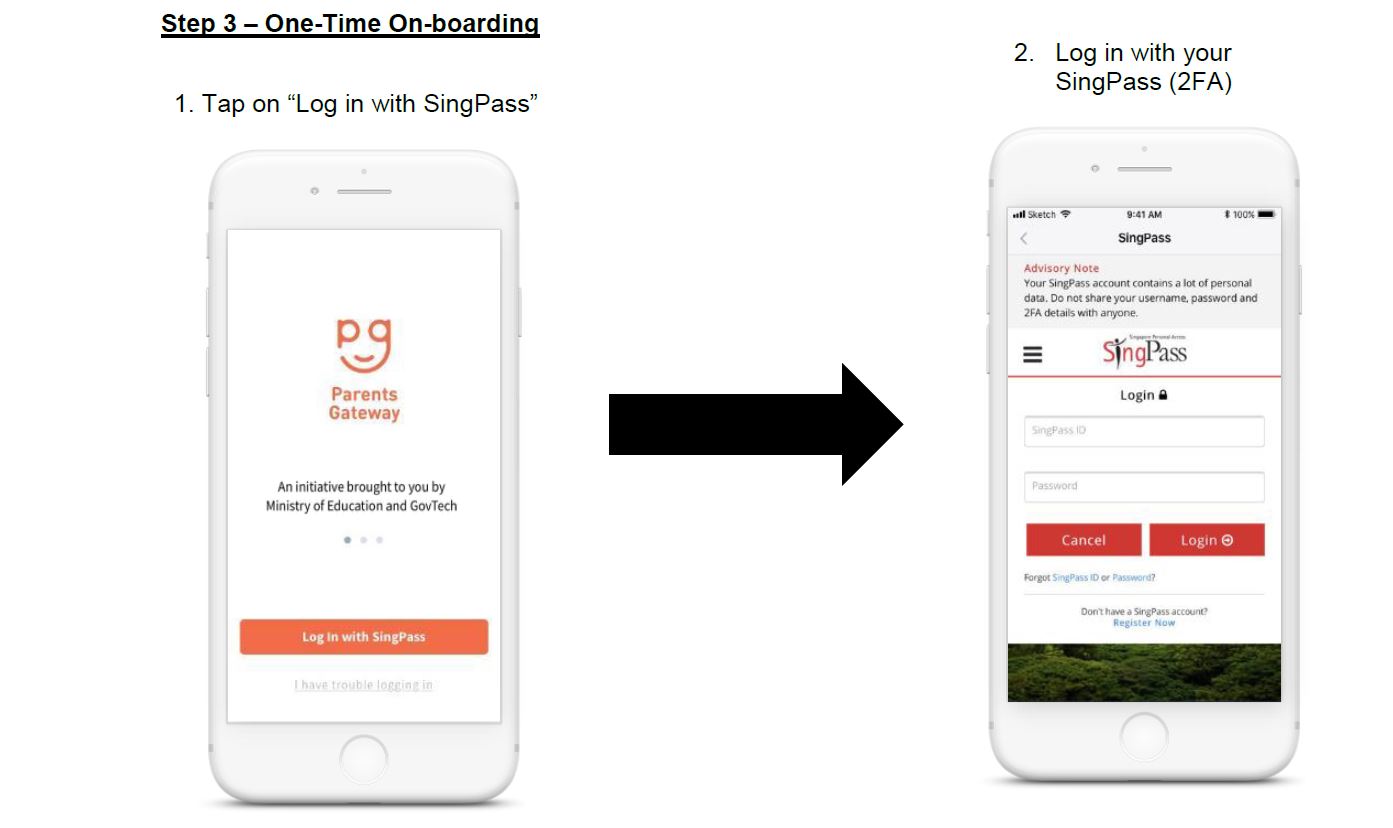 Step 3 – One-Time On-boarding
1. Tap on “Log in with SingPass”
pg
Parents
Gateway
An initiative brought to you by
Ministry of Education and GovTech
Log In with SingPass
I have trouble logging in
2. Log in with your
SingPass (2FA)
Sketch 9:41 AM 100%
SingPass
Advisory Note
Your SingPass account contains a lot of personal
data. Do not share your username, password and
2FA details with anyone.
Singapore Personal Access
SingPass
Login
SingPass ID
Password
Cancel Login
Forgot SingPass ID or Password?
Don't have a SingPass account?
Register Now